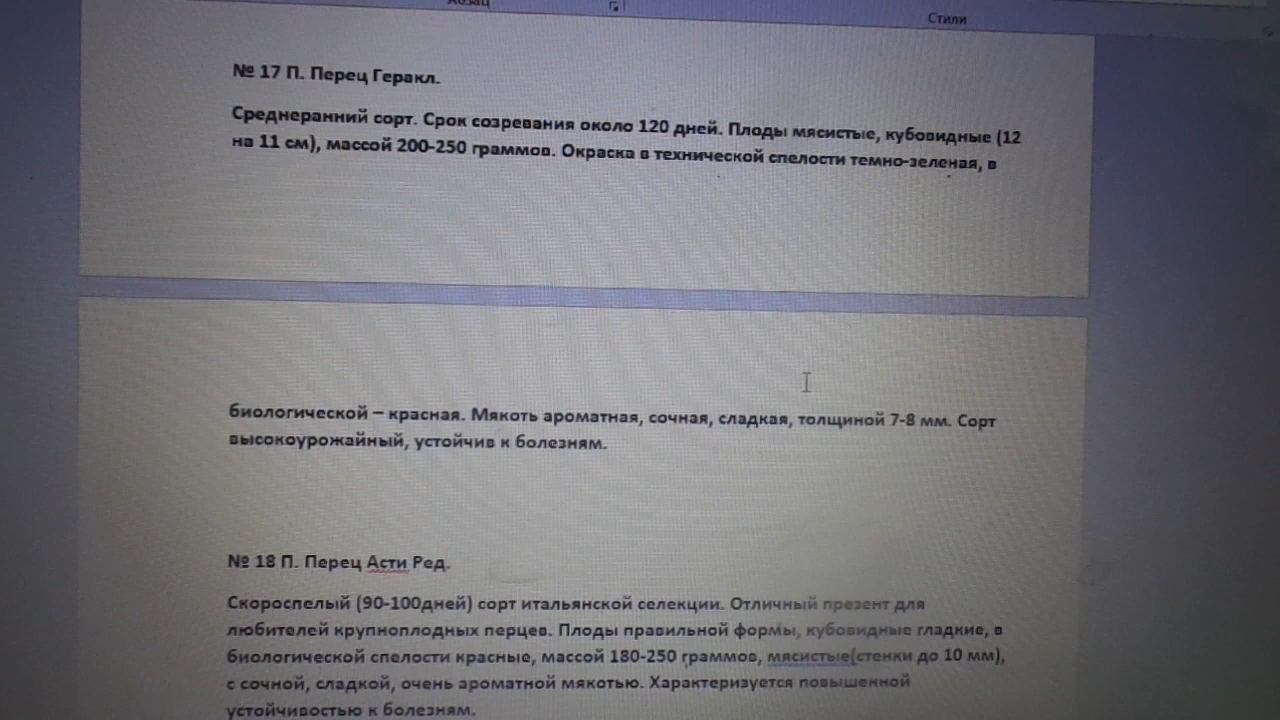 Абзац
Стили
№ 17 П. Перец Геракл.
Среднеранний сорт. Срок созревания около 120 дней. Плоды мясистые, кубовидные (12
на 11 см), массой 200-250 граммов. Окраска в технической спелости темно-зеленая, в
биологической – красная. Мякоть ароматная, сочная, сладкая, толщиной 7-8 мм. Сорт
высокоурожайный, устойчив к болезням.
№ 18 П. Перец Асти Ред.
Скороспелый (90-100дней) сорт итальянской селекции. Отличный презент для
любителей крупноплодных перцев. Плоды правильной формы, кубовидные гладкие, в
биологической спелости красные, массой 180-250 граммов, мясистые(стенки до 10 мм),
с сочной, сладкой, очень ароматной мякотью. Характеризуется повышенной
устойчивостью к болезням.